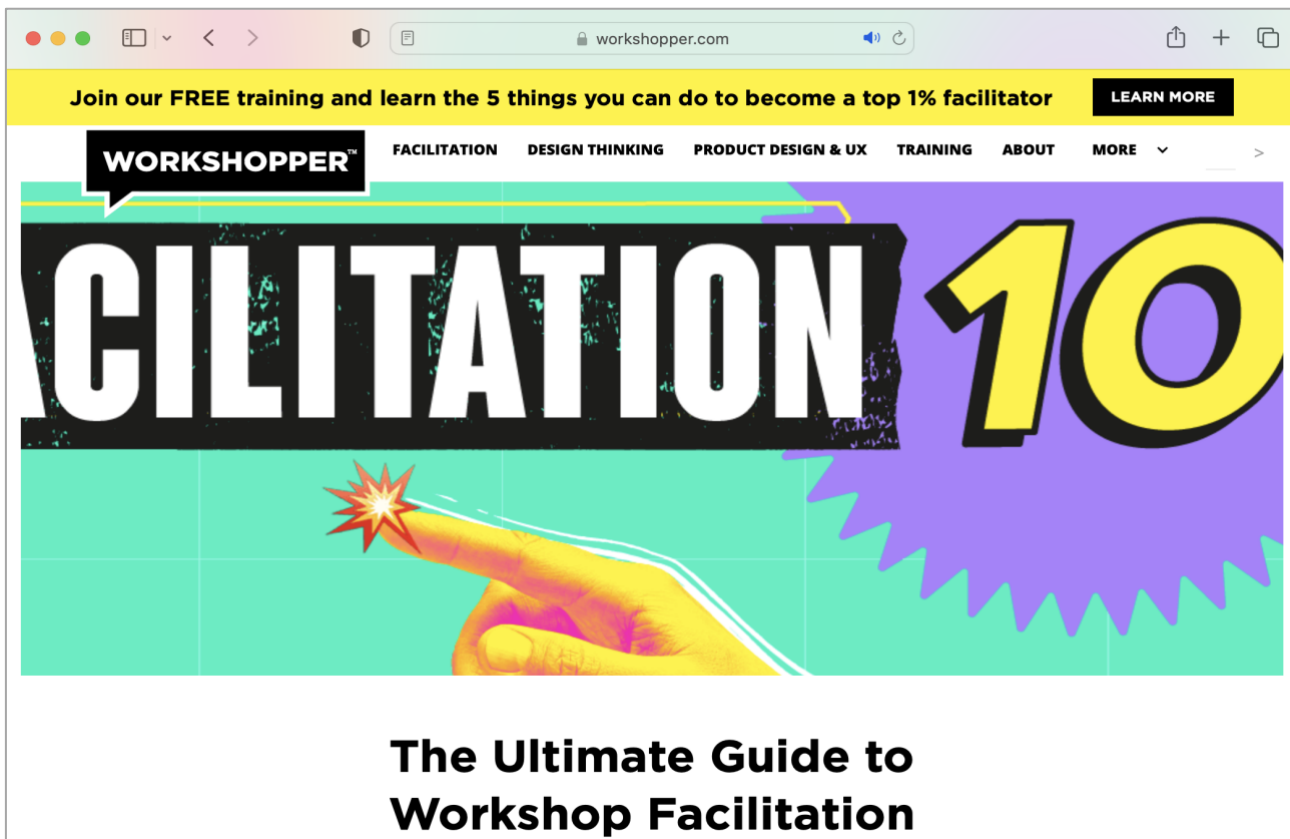 workshopper.com
Join our FREE training and learn the 5 things you can do to become a top 1% facilitator LEARN MORE
WORKSHOPPER™ FACILITATION DESIGN THINKING PRODUCT DESIGN & UX TRAINING ABOUT MORE >
ACILITATION 10
The Ultimate Guide to
Workshop Facilitation